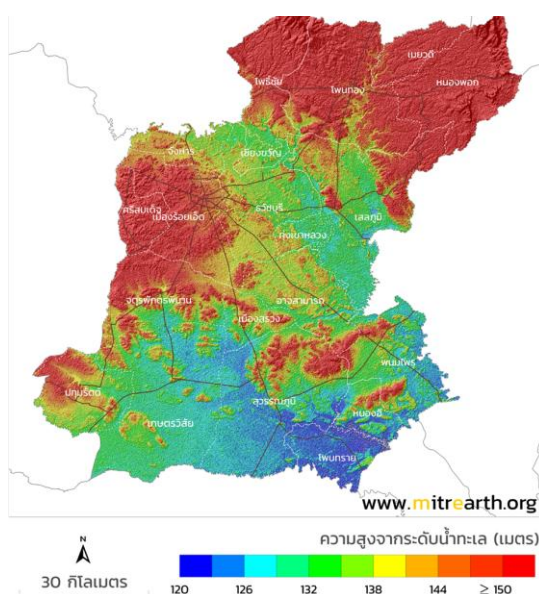 เมยวดี
โพธิ์ชัย
โพนทอง
หนองพอก
จังหาร
เชียงขวัญ
ศรีสมเด็จ
เมืองร้อยเอ็ด
ธวัชบุรี
เสลภูมิ
ทุ่งเขาหลวง
จตุรพักตรพิมาน
อาจสามารถ
เมืองสรวง
พนมไพร
ปทุมรัตต์
สุวรรณภูมิ
หนองฮี
เกษตรวิสัย
โพนทราย
www.mitrearth.org
ความสูงจากระดับน้ำทะเล (เมตร)
N
30 กิโลเมตร
120 126 132 138 144 ≥ 150